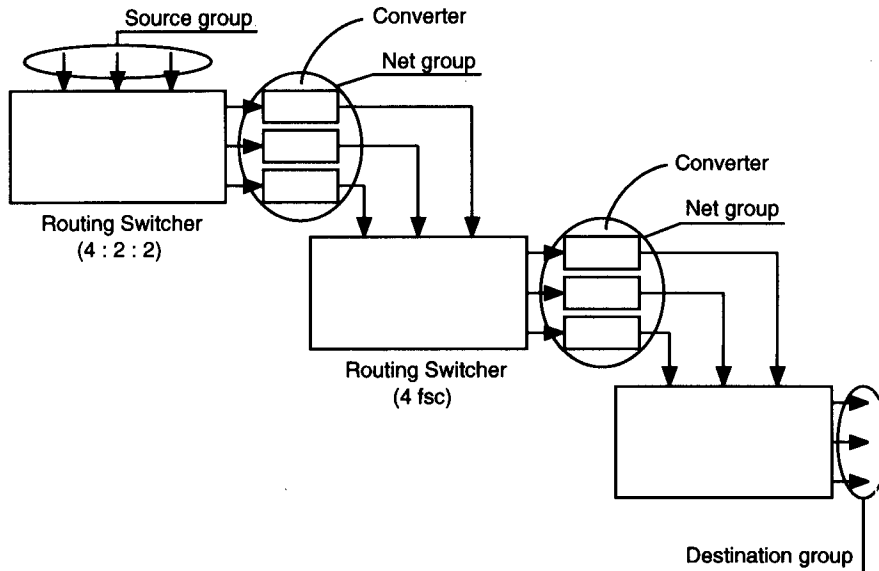 Source group
Converter
Net group
Routing Switcher
(4 : 2 : 2)
Converter
Net group
Routing Switcher
(4 fsc)
Destination group